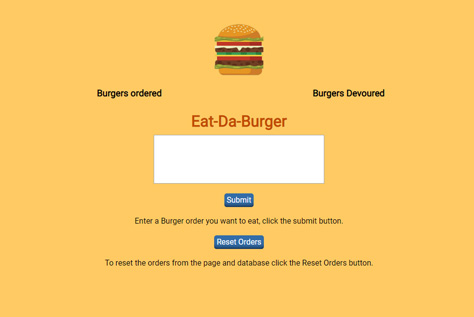 Burgers ordered
Burgers Devoured
Eat-Da-Burger
Submit
Enter a Burger order you want to eat, click the submit button.
Reset Orders
To reset the orders from the page and database click the Reset Orders button.